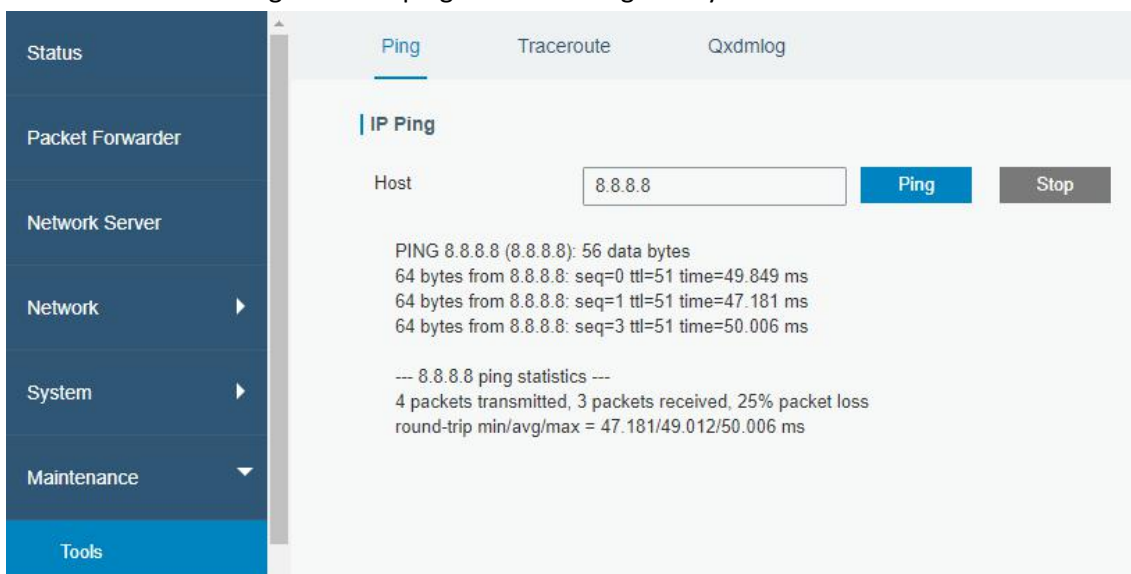 Status
Packet Forwarder
Network Server
Network
System
Maintenance
Tools
Ping Traceroute Qxdmlog
IP Ping
Host 8.8.8.8 Ping Stop
PING 8.8.8.8 (8.8.8.8): 56 data bytes
64 bytes from 8.8.8.8: seq=0 ttl=51 time=49.849 ms
64 bytes from 8.8.8.8: seq=1 ttl=51 time=47.181 ms
64 bytes from 8.8.8.8: seq=3 ttl=51 time=50.006 ms
--- 8.8.8.8 ping statistics ---
4 packets transmitted, 3 packets received, 25% packet loss
round-trip min/avg/max = 47.181/49.012/50.006 ms